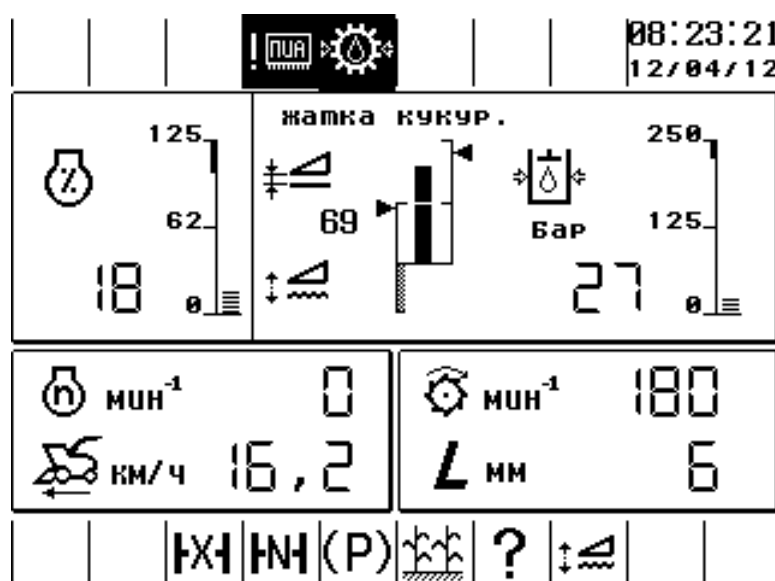 ! ПUA 08:23:21
12/04/12
жатка кукур.
125
250
%
62
69
Бар
125
18
0
27
0
n мин⁻¹ 0
мин⁻¹ 180
км/ч 16,2
L мм 6
X N (P) ?